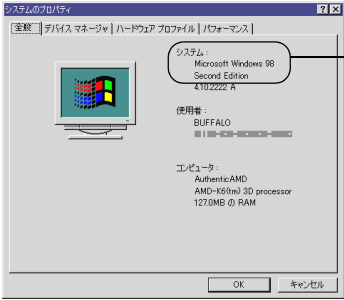 システムのプロパティ
全般 デバイス マネージャ ハードウェア プロファイル パフォーマンス
システム:
Microsoft Windows 98
Second Edition
4.10.2222 A
使用者:
BUFFALO
コンピュータ:
AuthenticAMD
AMD-K6(tm) 3D processor
127.0MB の RAM
OK キャンセル